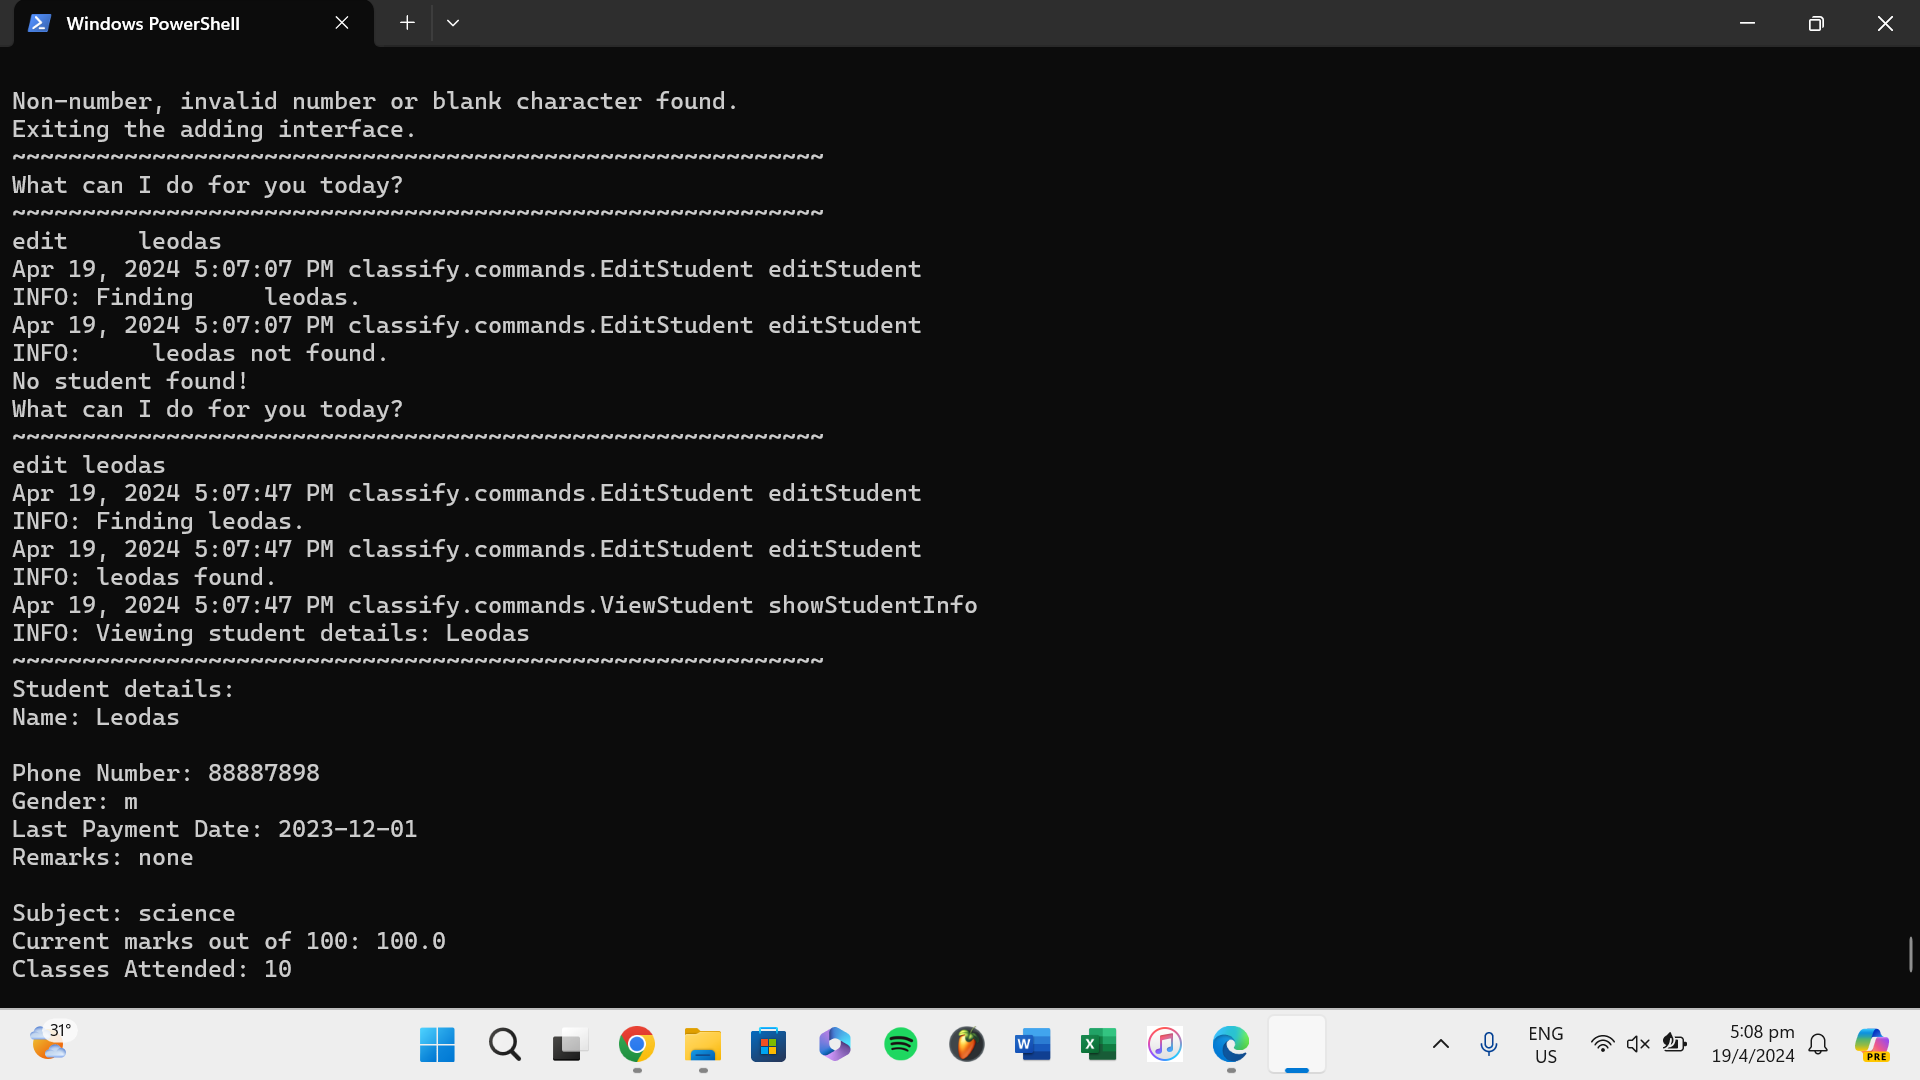 Windows PowerShell
Non-number, invalid number or blank character found.
Exiting the adding interface.
~~~~~~~~~~~~~~~~~~~~~~~~~~~~~~~~~~~~~~~~~~~~~~~~~~~~~~~~~~
What can I do for you today?
~~~~~~~~~~~~~~~~~~~~~~~~~~~~~~~~~~~~~~~~~~~~~~~~~~~~~~~~~~
edit     leodas
Apr 19, 2024 5:07:07 PM classify.commands.EditStudent editStudent
INFO: Finding     leodas.
Apr 19, 2024 5:07:07 PM classify.commands.EditStudent editStudent
INFO:     leodas not found.
No student found!
What can I do for you today?
~~~~~~~~~~~~~~~~~~~~~~~~~~~~~~~~~~~~~~~~~~~~~~~~~~~~~~~~~~
edit leodas
Apr 19, 2024 5:07:47 PM classify.commands.EditStudent editStudent
INFO: Finding leodas.
Apr 19, 2024 5:07:47 PM classify.commands.EditStudent editStudent
INFO: leodas found.
Apr 19, 2024 5:07:47 PM classify.commands.ViewStudent showStudentInfo
INFO: Viewing student details: Leodas
~~~~~~~~~~~~~~~~~~~~~~~~~~~~~~~~~~~~~~~~~~~~~~~~~~~~~~~~~~
Student details:
Name: Leodas
Phone Number: 88887898
Gender: m
Last Payment Date: 2023-12-01
Remarks: none
Subject: science
Current marks out of 100: 100.0
Classes Attended: 10
31°
ENG
US
5:08 pm
19/4/2024
PRE